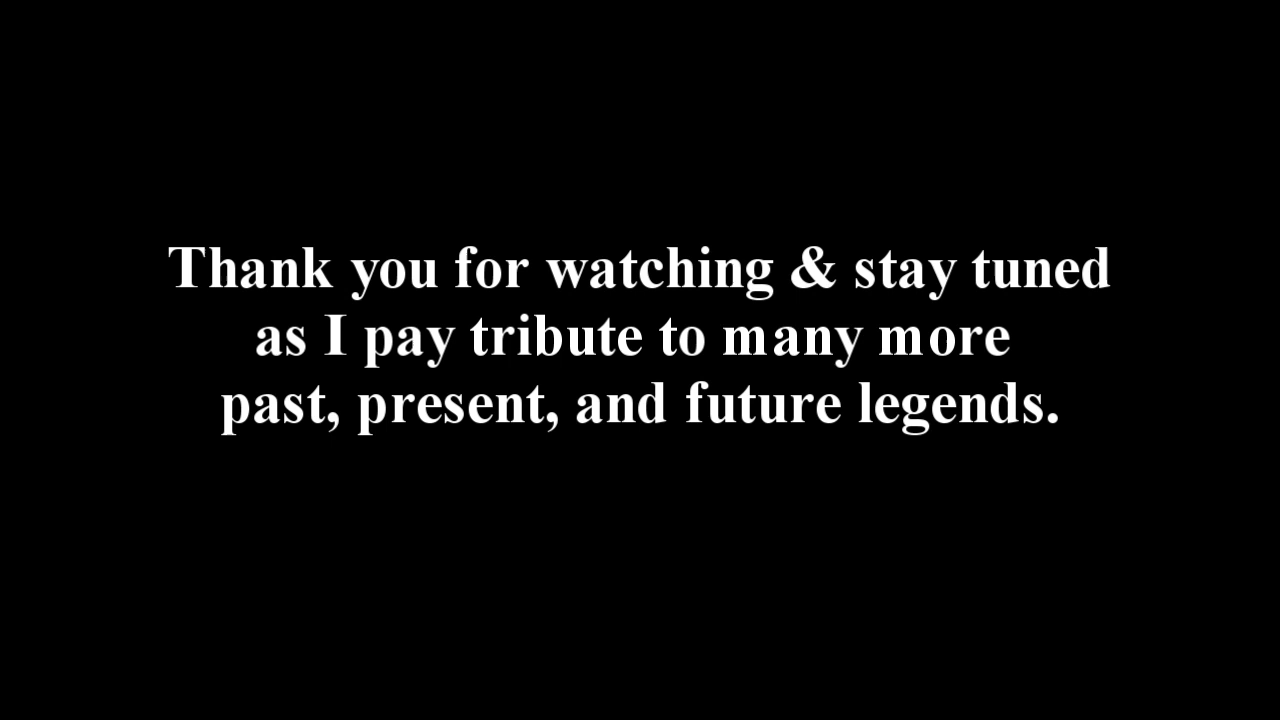 Thank you for watching & stay tuned
as I pay tribute to many more
past, present, and future legends.